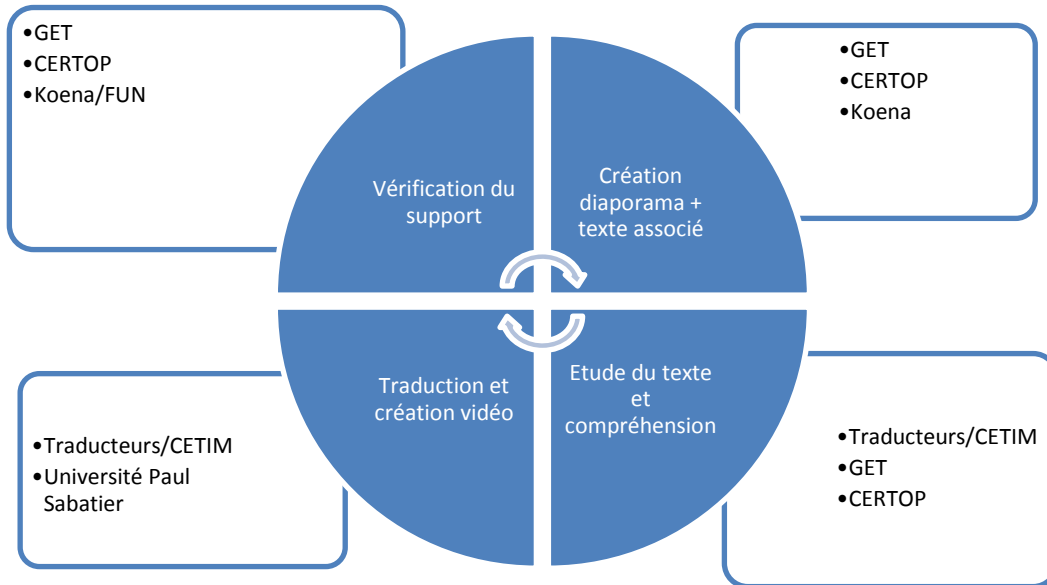 •GET
•CERTOP
•Koena/FUN
•GET
•CERTOP
•Koena
Vérification du
support
Création
diaporama +
texte associé
Traduction et
création vidéo
Etude du texte
et
compréhension
•Traducteurs/CETIM
•Université Paul
Sabatier
•Traducteurs/CETIM
•GET
•CERTOP